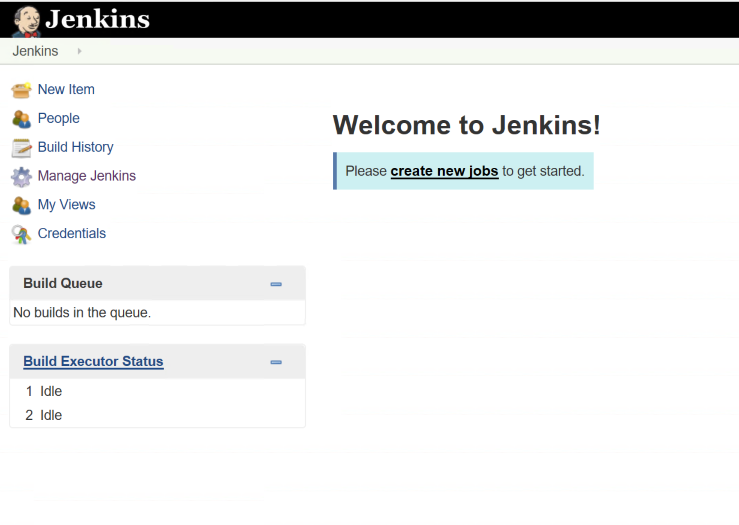 Jenkins
Jenkins
New Item
People
Build History
Manage Jenkins
My Views
Credentials
Welcome to Jenkins!
Please create new jobs to get started.
Build Queue
No builds in the queue.
Build Executor Status
1 Idle
2 Idle